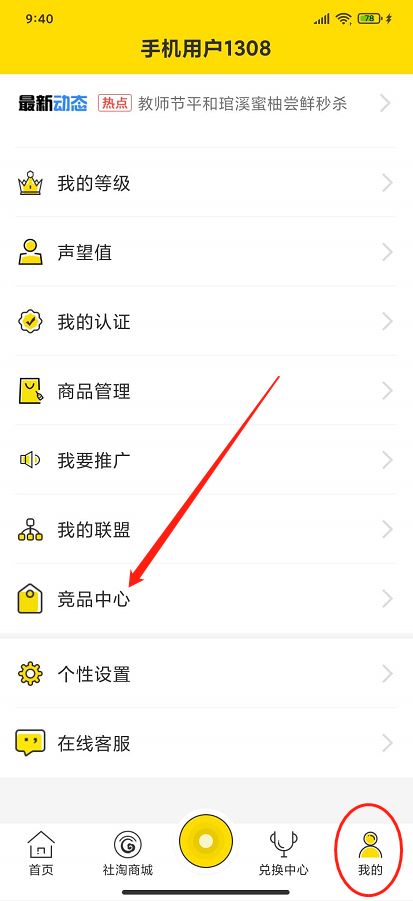 9:40
78
手机用户1308
最新动态 热点 教师节平和琯溪蜜柚尝鲜秒杀
我的等级
声望值
我的认证
商品管理
我要推广
我的联盟
竞品中心
个性设置
在线客服
首页 社淘商城 兑换中心 我的